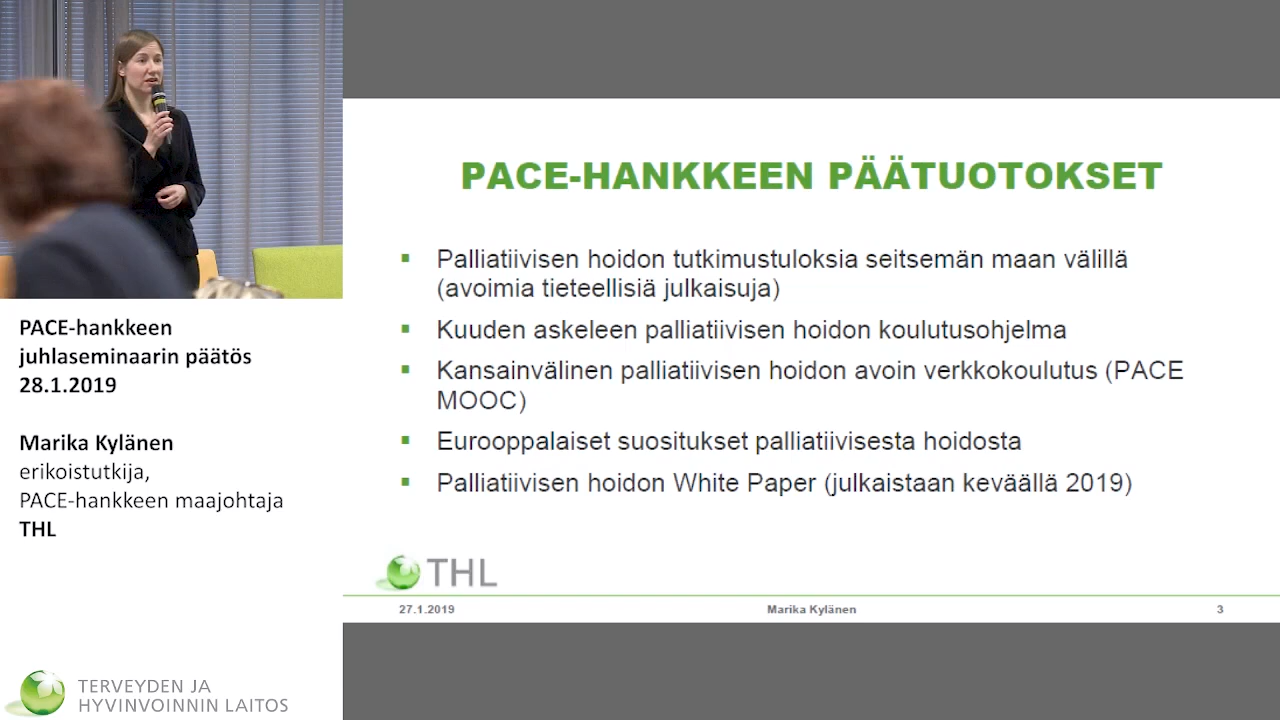 PACE-hankkeen
juhlaseminaarin päätös
28.1.2019
Marika Kylänen
erikoistutkija,
PACE-hankkeen maajohtaja
THL
TERVEYDEN JA
HYVINVOINNIN LAITOS
PACE-HANKKEEN PÄÄTUOTOKSET
▪ Palliatiivisen hoidon tutkimustuloksia seitsemän maan välillä
(avoimia tieteellisiä julkaisuja)
▪ Kuuden askeleen palliatiivisen hoidon koulutusohjelma
▪ Kansainvälinen palliatiivisen hoidon avoin verkkokoulutus (PACE
MOOC)
▪ Eurooppalaiset suositukset palliatiivisesta hoidosta
▪ Palliatiivisen hoidon White Paper (julkaistaan keväällä 2019)
THL
27.1.2019 Marika Kylänen 3